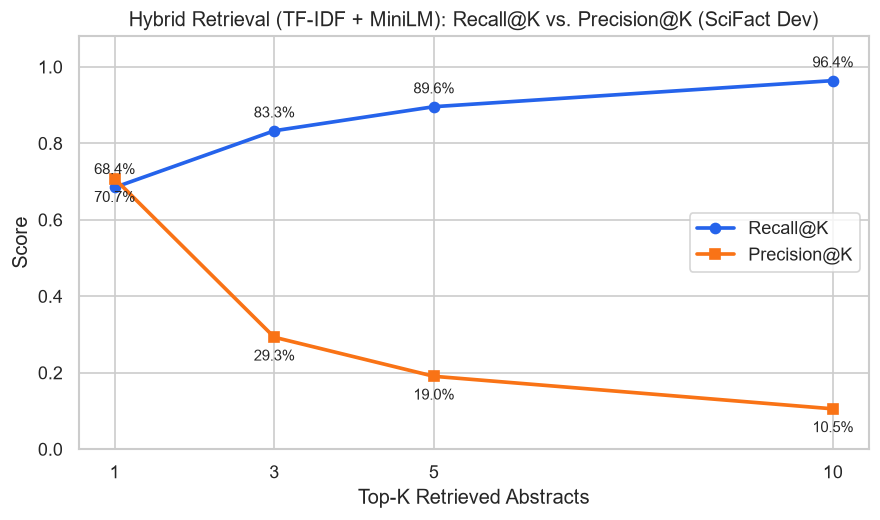 Hybrid Retrieval (TF-IDF + MiniLM): Recall@K vs. Precision@K (SciFact Dev)
1.0
0.8
0.6
0.4
0.2
0.0
Score
68.4%
70.7%
83.3%
89.6%
96.4%
29.3%
19.0%
10.5%
Recall@K
Precision@K
1 3 5 10
Top-K Retrieved Abstracts